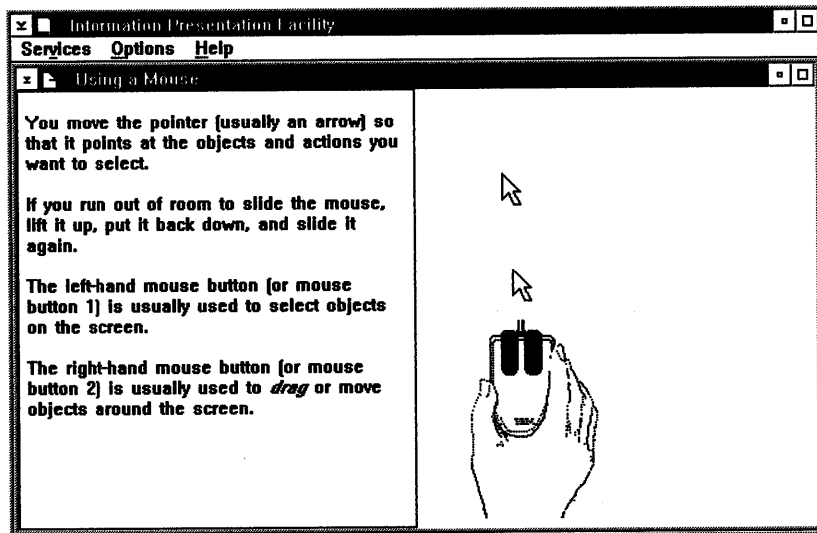 Information Presentation Facility
Services Options Help
Using a Mouse
You move the pointer (usually an arrow) so
that it points at the objects and actions you
want to select.
If you run out of room to slide the mouse,
lift it up, put it back down, and slide it
again.
The left-hand mouse button (or mouse
button 1) is usually used to select objects
on the screen.
The right-hand mouse button (or mouse
button 2) is usually used to drag or move
objects around the screen.